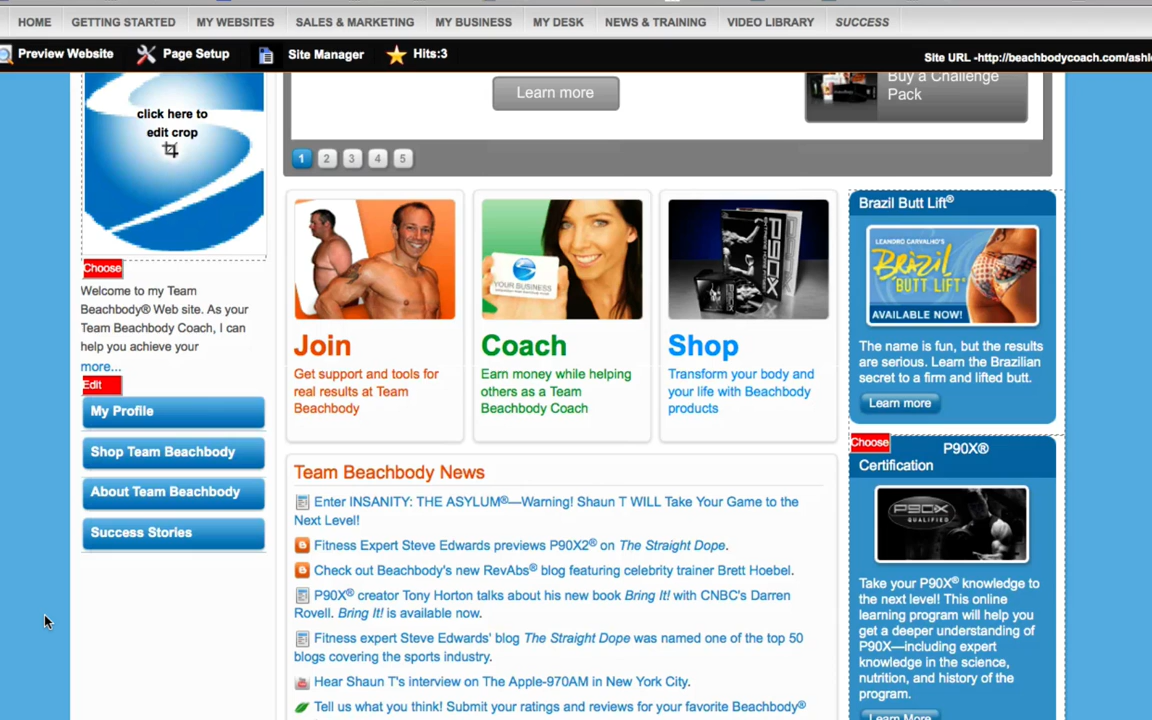 HOME GETTING STARTED MY WEBSITES SALES & MARKETING MY BUSINESS MY DESK NEWS & TRAINING VIDEO LIBRARY SUCCESS
Preview Website Page Setup Site Manager Hits:3
Site URL -http://beachbodycoach.com/ashl
click here to
edit crop
Choose
Welcome to my Team
Beachbody® Web site. As your
Team Beachbody Coach, I can
help you achieve your
more...
Edit
My Profile
Shop Team Beachbody
About Team Beachbody
Success Stories
Learn more
Buy a Challenge
Pack
1 2 3 4 5
Join
Get support and tools for
real results at Team
Beachbody
YOUR BUSINESS
Coach
Earn money while helping
others as a Team
Beachbody Coach
P90X
Shop
Transform your body and
your life with Beachbody
products
Team Beachbody News
Enter INSANITY: THE ASYLUM®—Warning! Shaun T WILL Take Your Game to the
Next Level!
Fitness Expert Steve Edwards previews P90X2® on The Straight Dope.
Check out Beachbody's new RevAbs® blog featuring celebrity trainer Brett Hoebel.
P90X® creator Tony Horton talks about his new book Bring It! with CNBC's Darren
Rovell. Bring It! is available now.
Fitness expert Steve Edwards' blog The Straight Dope was named one of the top 50
blogs covering the sports industry.
Hear Shaun T's interview on The Apple-970AM in New York City.
Tell us what you think! Submit your ratings and reviews for your favorite Beachbody®
Brazil Butt Lift®
LEANDRO CARVALHO'S
BRAZIL
BUTT LIFT
AVAILABLE NOW!
The name is fun, but the results
are serious. Learn the Brazilian
secret to a firm and lifted butt.
Learn more
Choose
P90X®
Certification
P90X
QUALIFIED
Take your P90X® knowledge to
the next level! This online
learning program will help you
get a deeper understanding of
P90X—including expert
knowledge in the science,
nutrition, and history of the
program.
Learn More